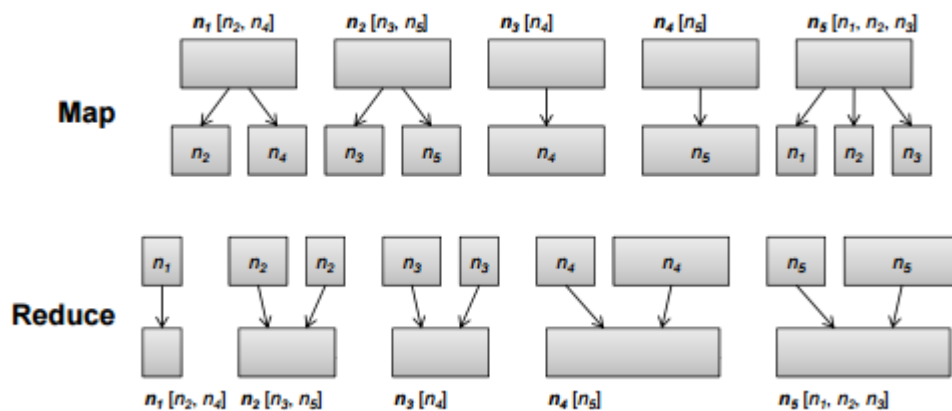 n₁ [n₂, n₄] n₂ [n₃, n₅] n₃ [n₄] n₄ [n₅] n₅ [n₁, n₂, n₃]
Map
n₂ n₄ n₃ n₅ n₄ n₅ n₁ n₂ n₃
n₁ n₂ n₂ n₃ n₃ n₄ n₄ n₅ n₅
Reduce
n₁ [n₂, n₄] n₂ [n₃, n₅] n₃ [n₄] n₄ [n₅] n₅ [n₁, n₂, n₃]